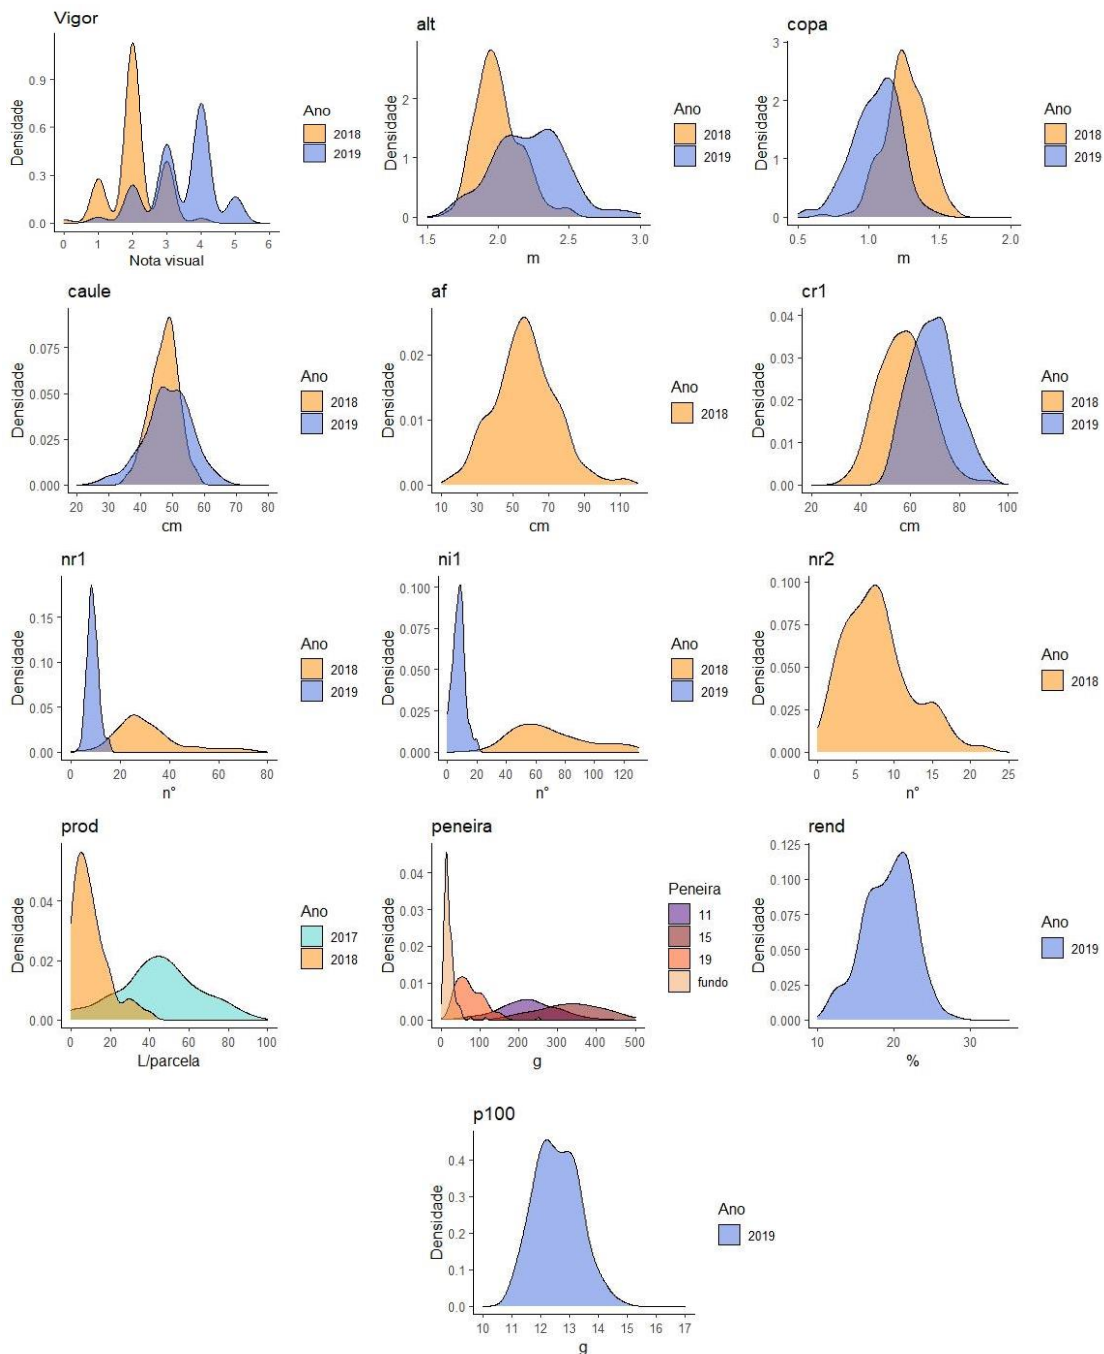 Vigor
Densidade
0.9
0.6
0.3
0.0
0 1 2 3 4 5 6
Nota visual
Ano
2018
2019
alt
Densidade
2
1
0
1.5 2.0 2.5 3.0
m
Ano
2018
2019
copa
Densidade
3
2
1
0
0.5 1.0 1.5 2.0
m
Ano
2018
2019
caule
Densidade
0.075
0.050
0.025
0.000
20 30 40 50 60 70 80
cm
Ano
2018
2019
af
Densidade
0.02
0.01
0.00
10 30 50 70 90 110
cm
Ano
2018
cr1
Densidade
0.04
0.03
0.02
0.01
0.00
20 40 60 80 100
cm
Ano
2018
2019
nr1
Densidade
0.15
0.10
0.05
0.00
0 20 40 60 80
n°
Ano
2018
2019
ni1
Densidade
0.100
0.075
0.050
0.025
0.000
0 20 40 60 80 100 120
n°
Ano
2018
2019
nr2
Densidade
0.100
0.075
0.050
0.025
0.000
0 5 10 15 20 25
n°
Ano
2018
prod
Densidade
0.04
0.02
0.00
0 20 40 60 80 100
L/parcela
Ano
2017
2018
peneira
Densidade
0.04
0.03
0.02
0.01
0.00
0 100 200 300 400 500
g
Peneira
11
15
19
fundo
rend
Densidade
0.125
0.100
0.075
0.050
0.025
0.000
10 20 30
%
Ano
2019
p100
Densidade
0.4
0.3
0.2
0.1
0.0
10 11 12 13 14 15 16 17
g
Ano
2019